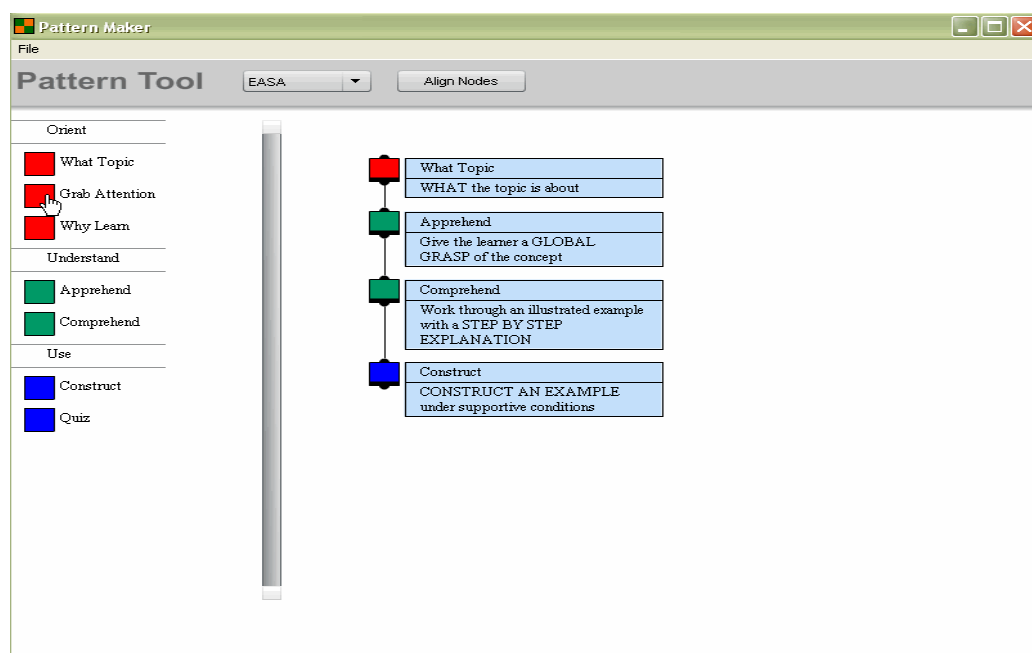 Pattern Maker
File
Pattern Tool
EASA
Align Nodes
Orient
What Topic
Grab Attention
Why Learn
Understand
Apprehend
Comprehend
Use
Construct
Quiz
What Topic
WHAT the topic is about
Apprehend
Give the learner a GLOBAL
GRASP of the concept
Comprehend
Work through an illustrated example
with a STEP BY STEP
EXPLANATION
Construct
CONSTRUCT AN EXAMPLE
under supportive conditions